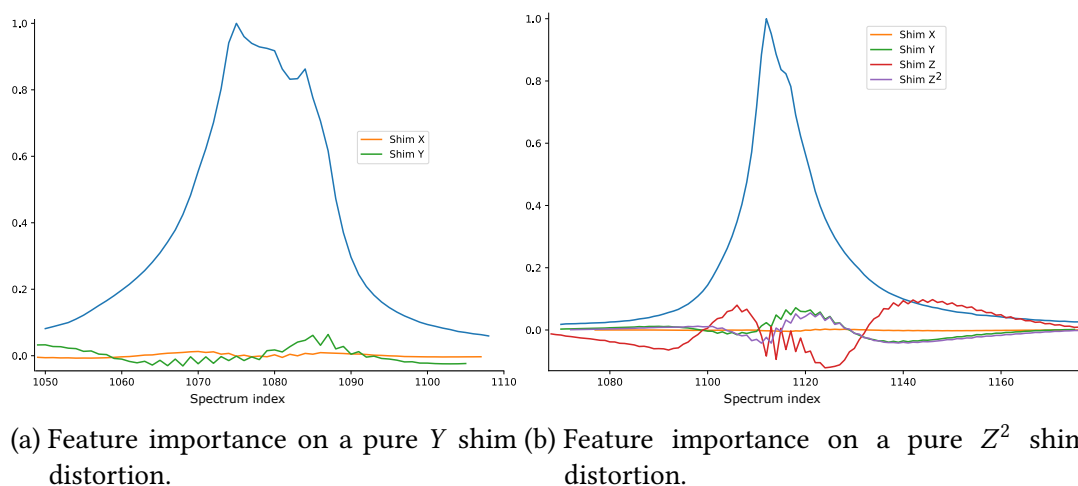 1.0
0.8
0.6
0.4
0.2
0.0
1050
1060
1070
1080
1090
1100
1110
Spectrum index
Shim X
Shim Y
1.0
0.8
0.6
0.4
0.2
0.0
1080
1100
1120
1140
1160
Spectrum index
Shim X
Shim Y
Shim Z
Shim Z²
(a) Feature importance on a pure Y shim
distortion.
(b) Feature importance on a pure Z² shim
distortion.